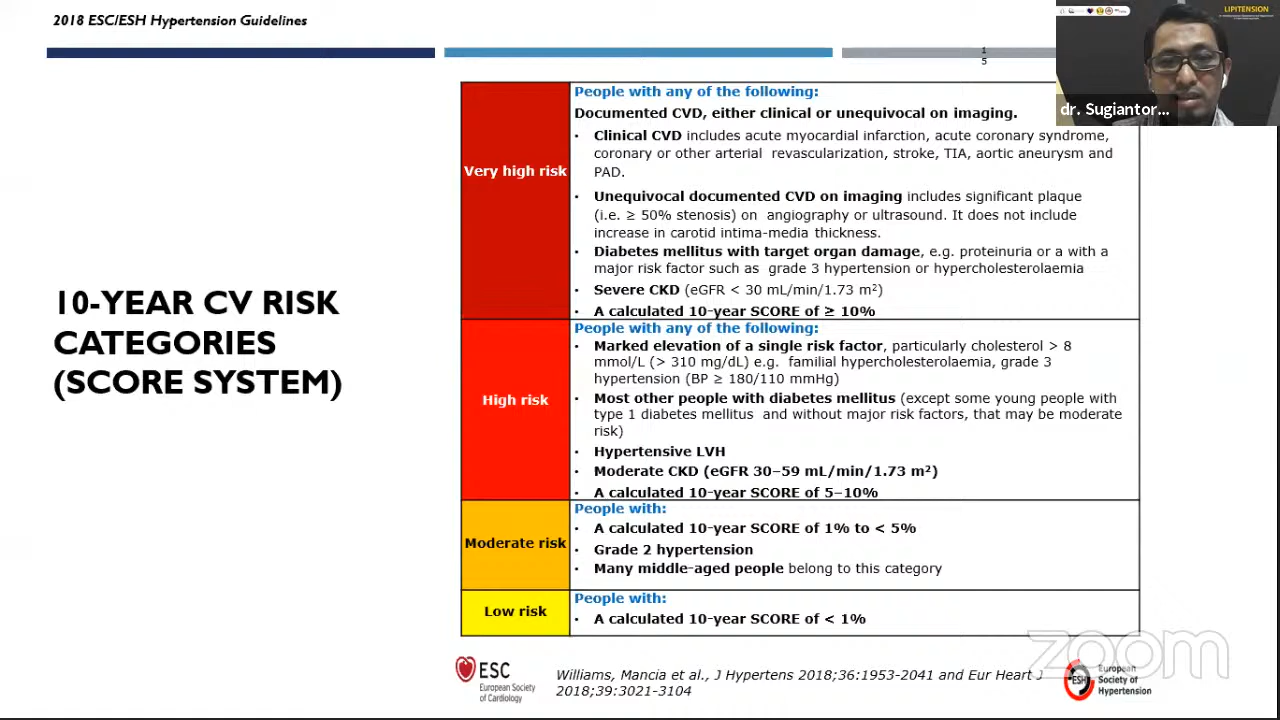 2018 ESC/ESH Hypertension Guidelines
1
5
LIPITENSION
dr. Sugiantor...
10-YEAR CV RISK
CATEGORIES
(SCORE SYSTEM)
Very high risk
People with any of the following:
Documented CVD, either clinical or unequivocal on imaging.
• Clinical CVD includes acute myocardial infarction, acute coronary syndrome,
coronary or other arterial revascularization, stroke, TIA, aortic aneurysm and
PAD.
• Unequivocal documented CVD on imaging includes significant plaque
(i.e. ≥ 50% stenosis) on angiography or ultrasound. It does not include
increase in carotid intima-media thickness.
• Diabetes mellitus with target organ damage, e.g. proteinuria or a with a
major risk factor such as grade 3 hypertension or hypercholesterolaemia
• Severe CKD (eGFR < 30 mL/min/1.73 m²)
• A calculated 10-year SCORE of ≥ 10%
High risk
People with any of the following:
• Marked elevation of a single risk factor, particularly cholesterol > 8
mmol/L (> 310 mg/dL) e.g. familial hypercholesterolaemia, grade 3
hypertension (BP ≥ 180/110 mmHg)
• Most other people with diabetes mellitus (except some young people with
type 1 diabetes mellitus and without major risk factors, that may be moderate
risk)
• Hypertensive LVH
• Moderate CKD (eGFR 30–59 mL/min/1.73 m²)
• A calculated 10-year SCORE of 5–10%
Moderate risk
People with:
• A calculated 10-year SCORE of 1% to < 5%
• Grade 2 hypertension
• Many middle-aged people belong to this category
Low risk
People with:
• A calculated 10-year SCORE of < 1%
ESC
European Society
of Cardiology
Williams, Mancia et al., J Hypertens 2018;36:1953-2041 and Eur Heart J
2018;39:3021-3104
ESH
European
Society of
Hypertension
zoom